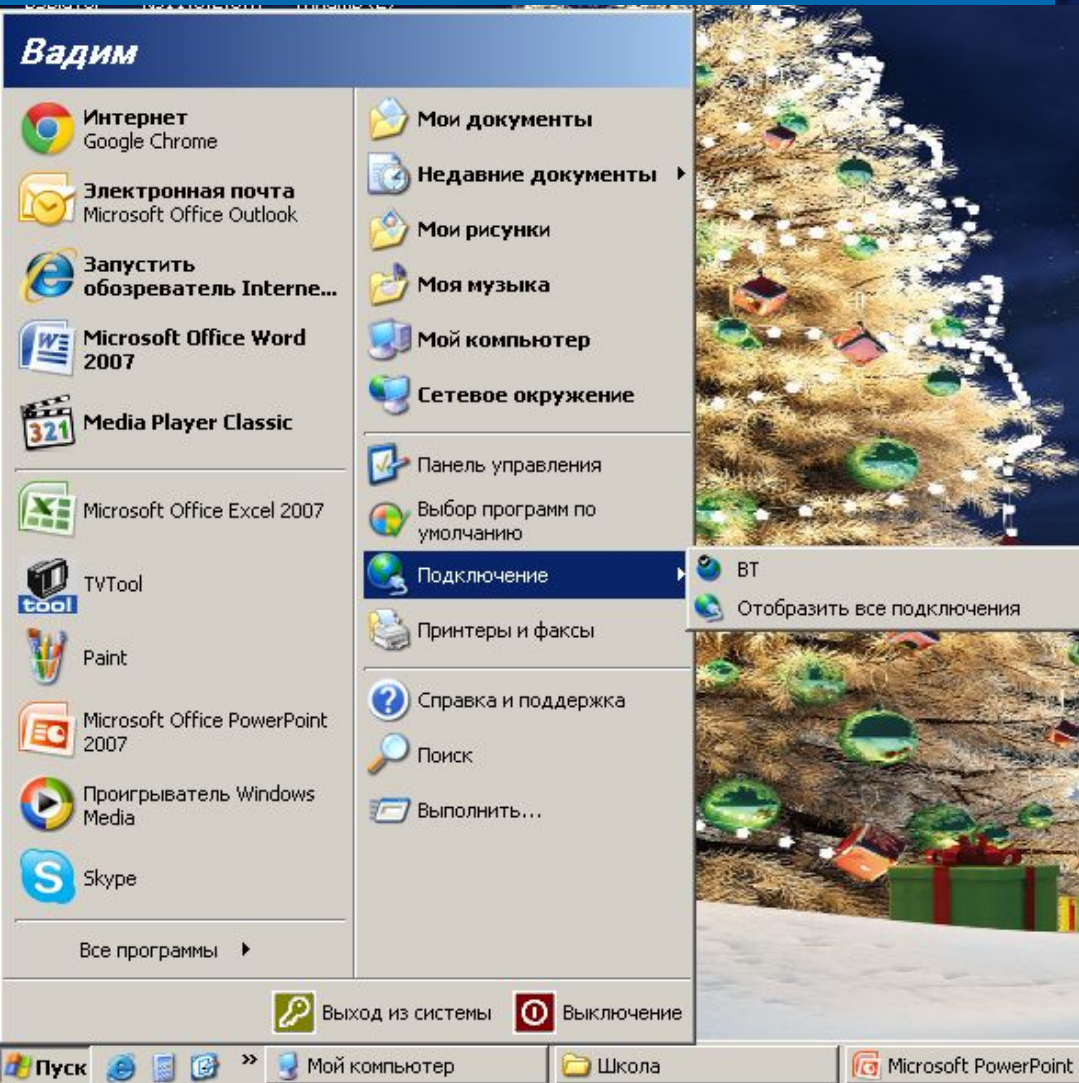 Вадим
Интернет
Google Chrome
Электронная почта
Microsoft Office Outlook
Запустить
обозреватель Interne...
Microsoft Office Word
2007
321
Media Player Classic
Microsoft Office Excel 2007
tool
TVTool
Paint
Microsoft Office PowerPoint
2007
Проигрыватель Windows
Media
Skype
Все программы
Мои документы
Недавние документы
Мои рисунки
Моя музыка
Мой компьютер
Сетевое окружение
Панель управления
Выбор программ по
умолчанию
Подключение
Принтеры и факсы
Справка и поддержка
Поиск
Выполнить...
ВТ
Отобразить все подключения
Выход из системы
Выключение
Пуск
»
Мой компьютер
Школа
Microsoft PowerPoint